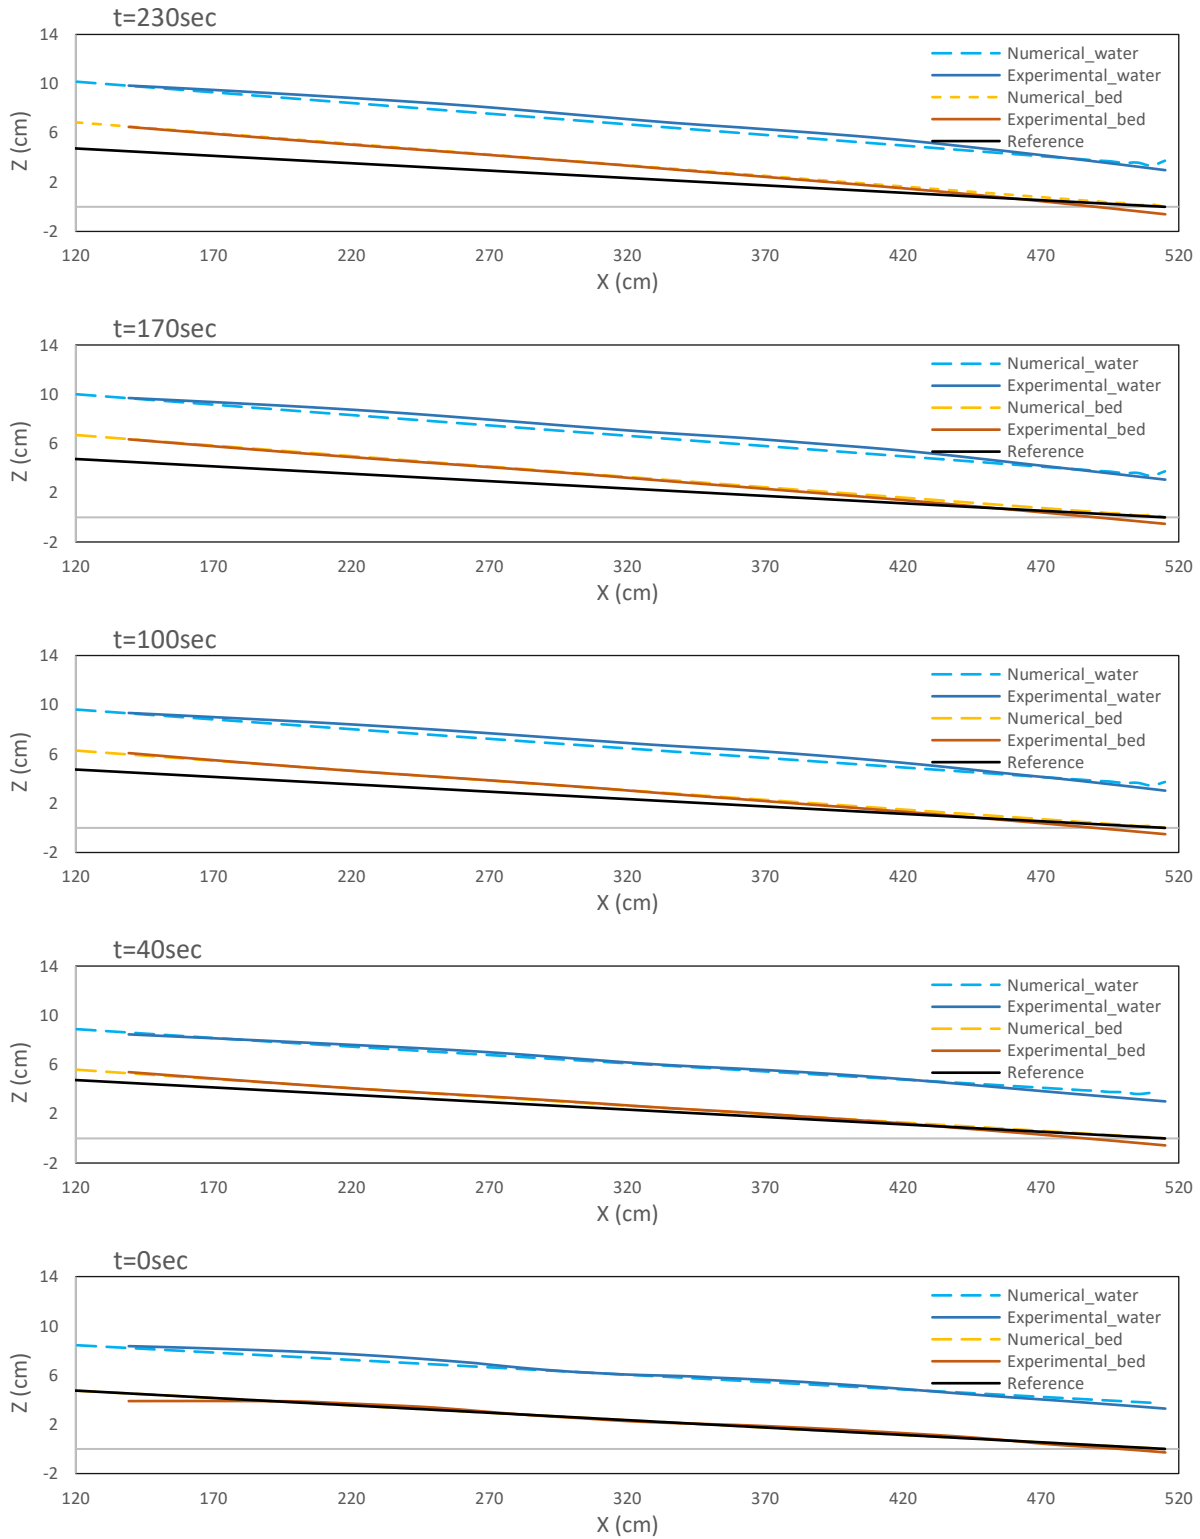 t=230sec
14
10
6
2
-2
Z (cm)
Numerical_water
Experimental_water
Numerical_bed
Experimental_bed
Reference
120 170 220 270 320 370 420 470 520
X (cm)
t=170sec
14
10
6
2
-2
Z (cm)
Numerical_water
Experimental_water
Numerical_bed
Experimental_bed
Reference
120 170 220 270 320 370 420 470 520
X (cm)
t=100sec
14
10
6
2
-2
Z (cm)
Numerical_water
Experimental_water
Numerical_bed
Experimental_bed
Reference
120 170 220 270 320 370 420 470 520
X (cm)
t=40sec
14
10
6
2
-2
Z (cm)
Numerical_water
Experimental_water
Numerical_bed
Experimental_bed
Reference
120 170 220 270 320 370 420 470 520
X (cm)
t=0sec
14
10
6
2
-2
Z (cm)
Numerical_water
Experimental_water
Numerical_bed
Experimental_bed
Reference
120 170 220 270 320 370 420 470 520
X (cm)